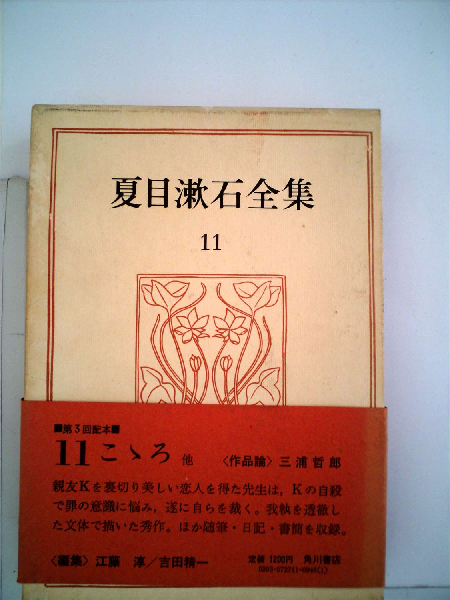 夏目漱石全集
11
■第3回配本■
11こゝろ 他 〈作品論〉三浦哲郎
親友Kを裏切り美しい恋人を得た先生は，Kの自殺
で罪の意識に悩み，遂に自らを裁く。我執を透徹し
た文体で描いた秀作。ほか随筆・日記・書簡を収録。
〈編集〉江藤 淳／吉田精一 定価 1200円 角川書店